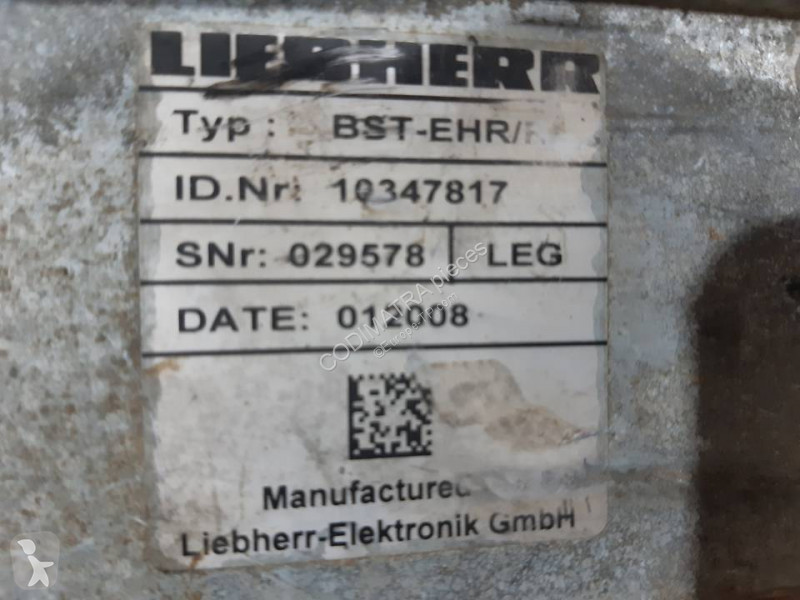 LIEBHERR
Typ: BST-EHR/
ID.Nr: 10347817
SNr: 029578 LEG
DATE: 012008
CODIMATRA pieces
Manufactured
Liebherr-Elektronik GmbH